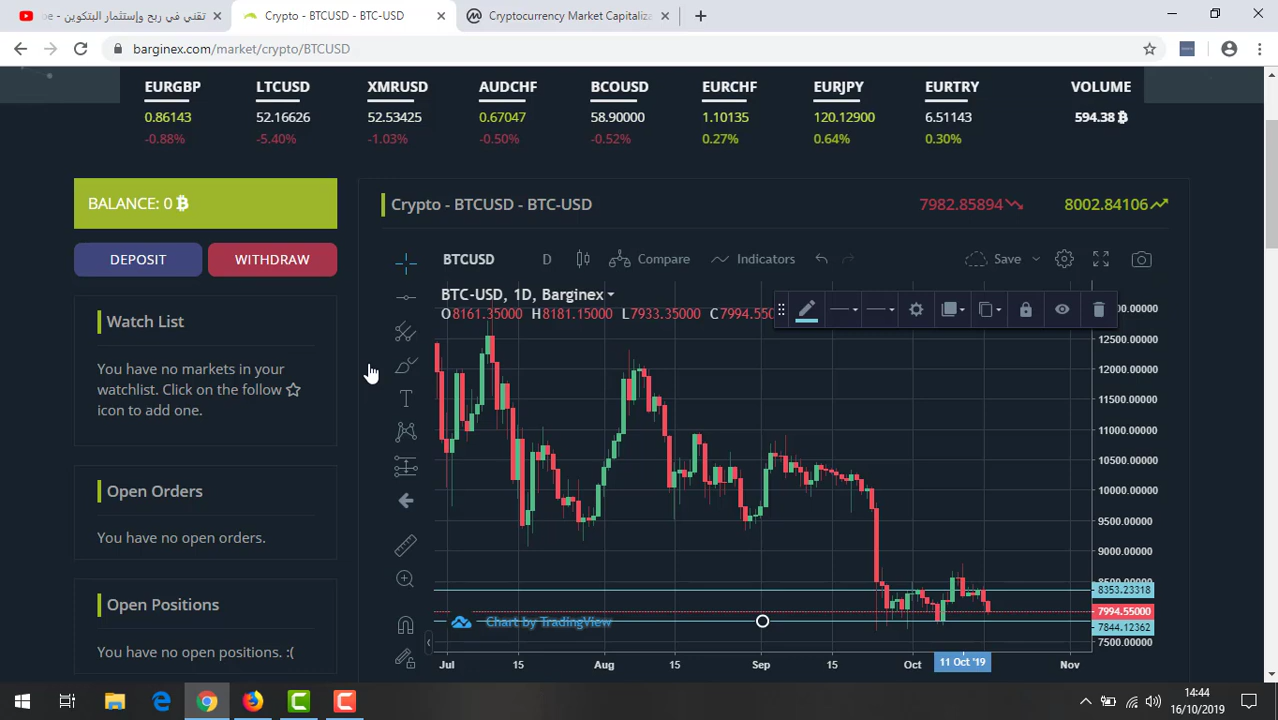 تقني في ربح وإستثمار البتكوين - be
Crypto - BTCUSD - BTC-USD
Cryptocurrency Market Capitaliza
barginex.com/market/crypto/BTCUSD
EURGBP LTCUSD XMRUSD AUDCHF BCOUSD EURCHF EURJPY EURTRY VOLUME
0.86143 52.16626 52.53425 0.67047 58.90000 1.10135 120.12900 6.51143 594.38
-0.88% -5.40% -1.03% -0.50% -0.52% 0.27% 0.64% 0.30%
BALANCE: 0
DEPOSIT WITHDRAW
Watch List
You have no markets in your
watchlist. Click on the follow
icon to add one.
Open Orders
You have no open orders.
Open Positions
You have no open positions. :(
Crypto - BTCUSD - BTC-USD 7982.85894 8002.84106
BTCUSD D Compare Indicators Save
BTC-USD, 1D, Barginex
O8161.35000 H8181.15000 L7933.35000 C7994.550
12500.00000
12000.00000
11500.00000
11000.00000
10500.00000
10000.00000
9500.00000
9000.00000
8353.23318
7994.55000
7844.12362
7500.00000
Chart by TradingView
Jul 15 Aug 15 Sep 15 Oct 11 Oct '19 Nov
14:44
16/10/2019